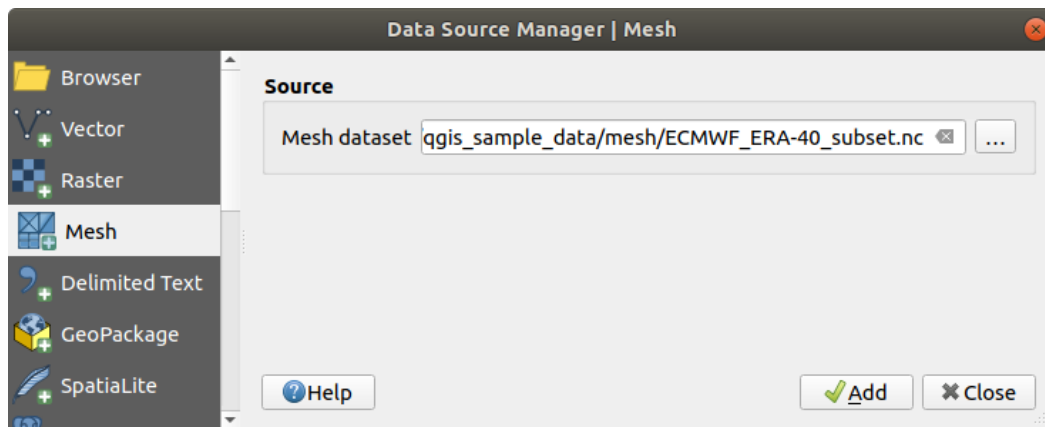 Data Source Manager | Mesh
Browser
Vector
Raster
Mesh
Delimited Text
GeoPackage
SpatiaLite
Source
Mesh dataset qgis_sample_data/mesh/ECMWF_ERA-40_subset.nc ...
Help Add Close